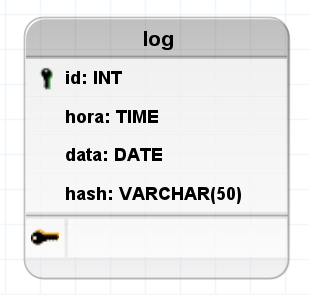 log
id: INT
hora: TIME
data: DATE
hash: VARCHAR(50)